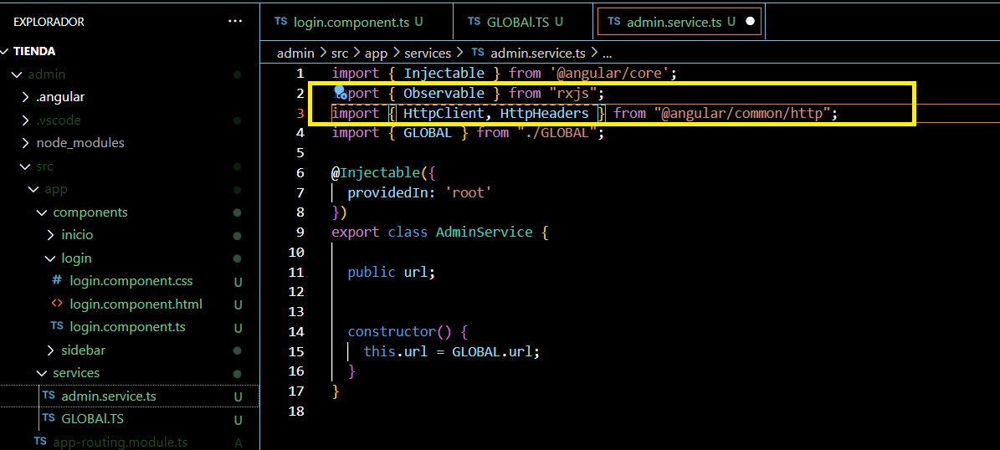 EXPLORADOR ...
TIENDA
admin
.angular
.vscode
node_modules
src
app
components
inicio
login
# login.component.css U
<> login.component.html U
TS login.component.ts U
sidebar
services
TS admin.service.ts U
TS GLOBAl.TS U
TS app-routing.module.ts A
TS login.component.ts U
TS GLOBAl.TS U
TS admin.service.ts U
admin > src > app > services > TS admin.service.ts > ...
1 import { Injectable } from '@angular/core';
2 import { Observable } from "rxjs";
3 import { HttpClient, HttpHeaders } from "@angular/common/http";
4 import { GLOBAL } from "./GLOBAL";
5
6 @Injectable({
7 providedIn: 'root'
8 })
9 export class AdminService {
10
11 public url;
12
13
14 constructor() {
15 this.url = GLOBAL.url;
16 }
17 }
18